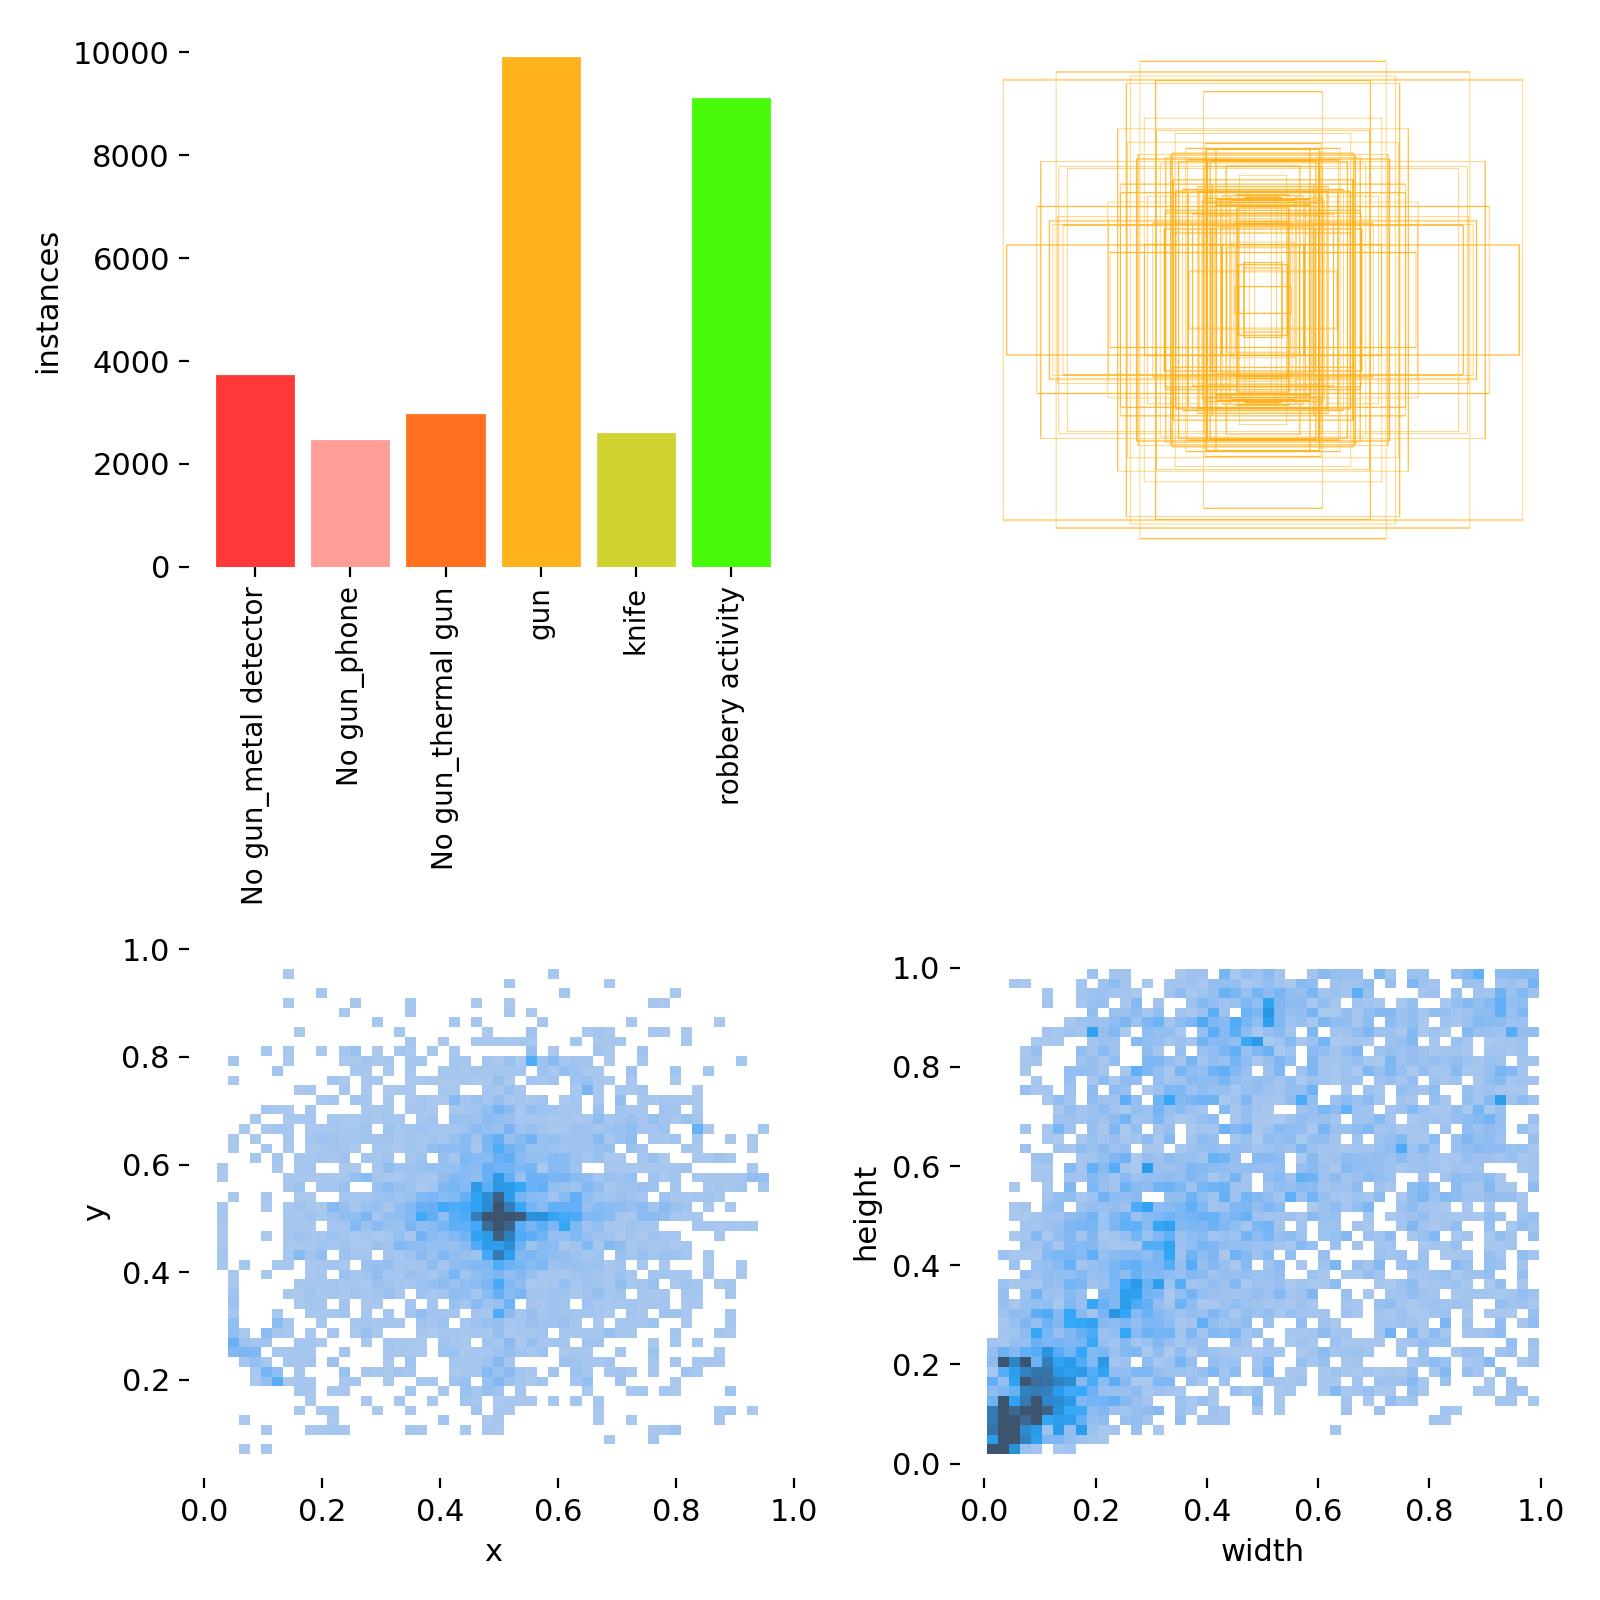 10000
8000
6000
4000
2000
0
instances
No gun_metal detector
No gun_phone
No gun_thermal gun
gun
knife
robbery activity
1.0
0.8
0.6
0.4
0.2
y
0.0 0.2 0.4 0.6 0.8 1.0
x
1.0
0.8
0.6
0.4
0.2
0.0
height
0.0 0.2 0.4 0.6 0.8 1.0
width